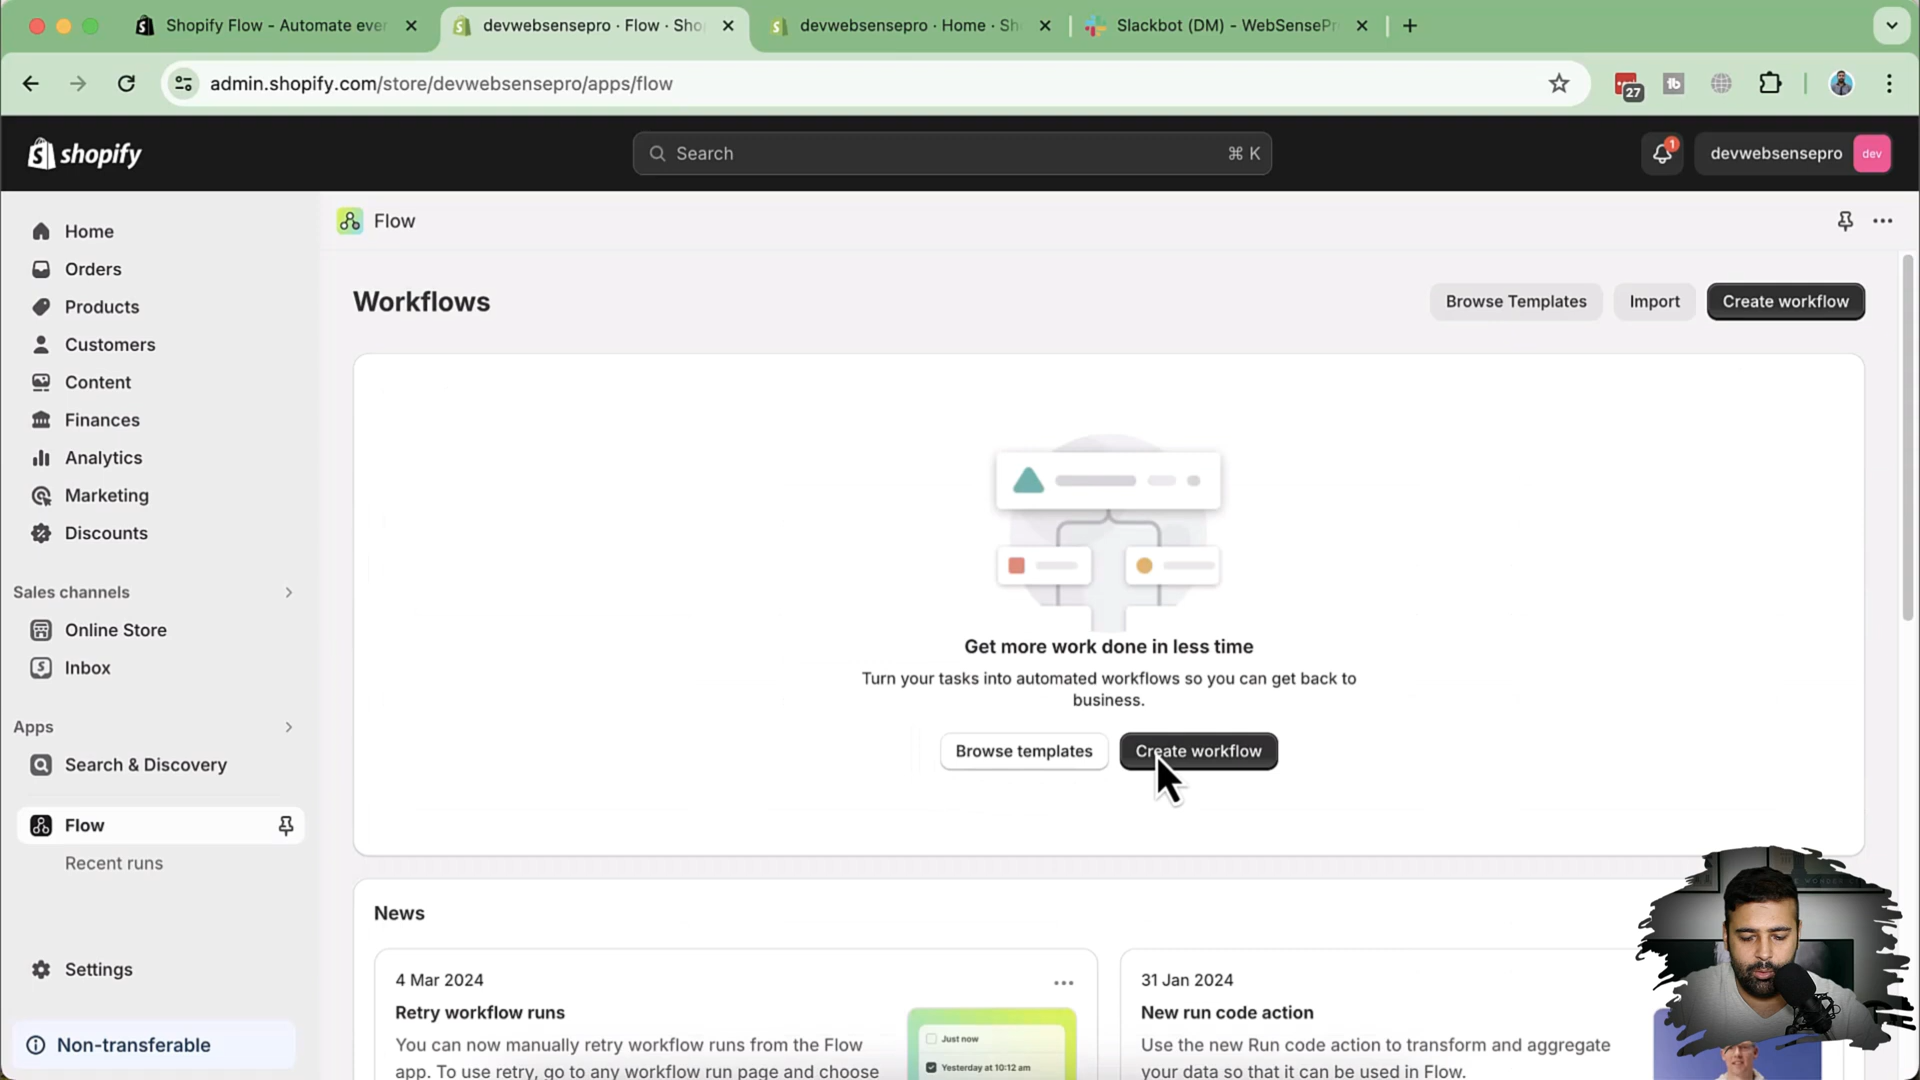 Shopify Flow - Automate ever
devwebsensepro · Flow · Sho
devwebsensepro · Home · Sh
Slackbot (DM) - WebSensePr
admin.shopify.com/store/devwebsensepro/apps/flow
27
tb
shopify
Search
⌘ K
1
devwebsensepro
dev
Home
Orders
Products
Customers
Content
Finances
Analytics
Marketing
Discounts
Sales channels
Online Store
Inbox
Apps
Search & Discovery
Flow
Recent runs
Settings
Non-transferable
Flow
Workflows
Browse Templates
Import
Create workflow
Get more work done in less time
Turn your tasks into automated workflows so you can get back to
business.
Browse templates
Create workflow
News
4 Mar 2024
Retry workflow runs
You can now manually retry workflow runs from the Flow
app. To use retry, go to any workflow run page and choose
Just now
Yesterday at 10:12 am
31 Jan 2024
New run code action
Use the new Run code action to transform and aggregate
your data so that it can be used in Flow.